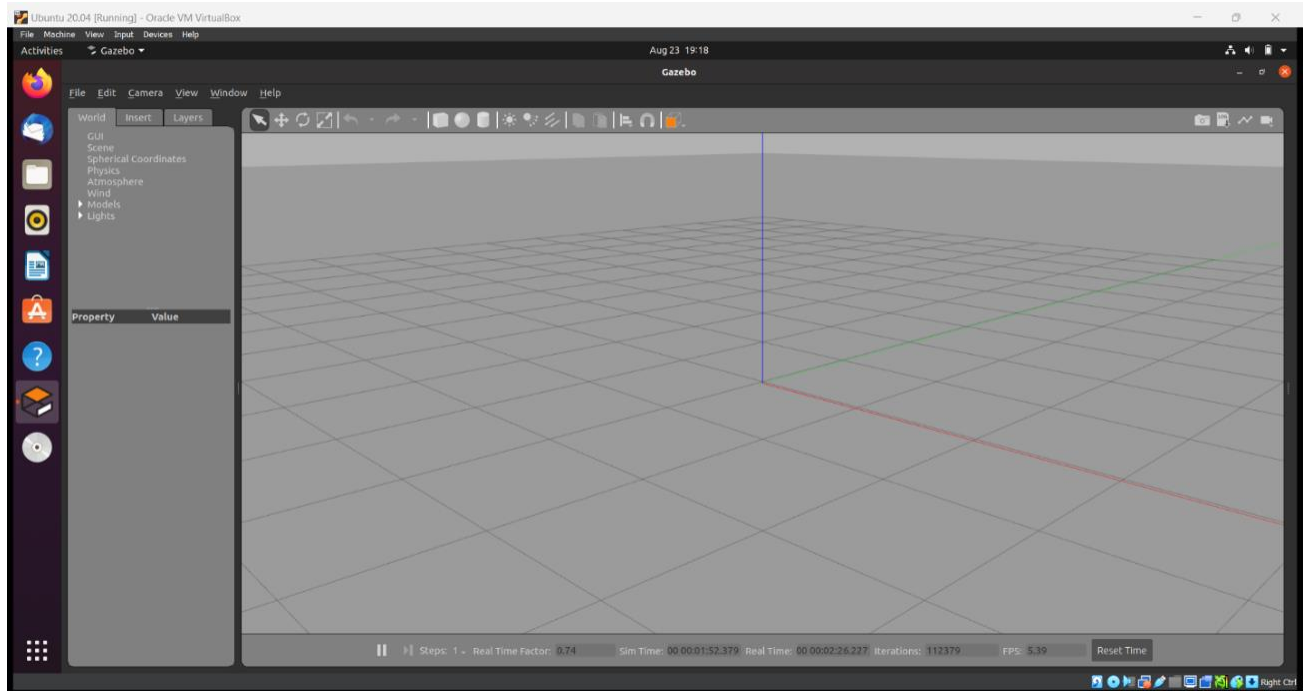 Ubuntu 20.04 [Running] - Oracle VM VirtualBox
File Machine View Input Devices Help
Activities Gazebo Aug 23 19:18
Gazebo
File Edit Camera View Window Help
World Insert Layers
GUI
Scene
Spherical Coordinates
Physics
Atmosphere
Wind
Models
Lights
Property Value
Steps: 1 Real Time Factor: 0.74 Sim Time: 00 00:01:52.379 Real Time: 00 00:02:26.227 Iterations: 112379 FPS: 5.39 Reset Time
Right Ctrl